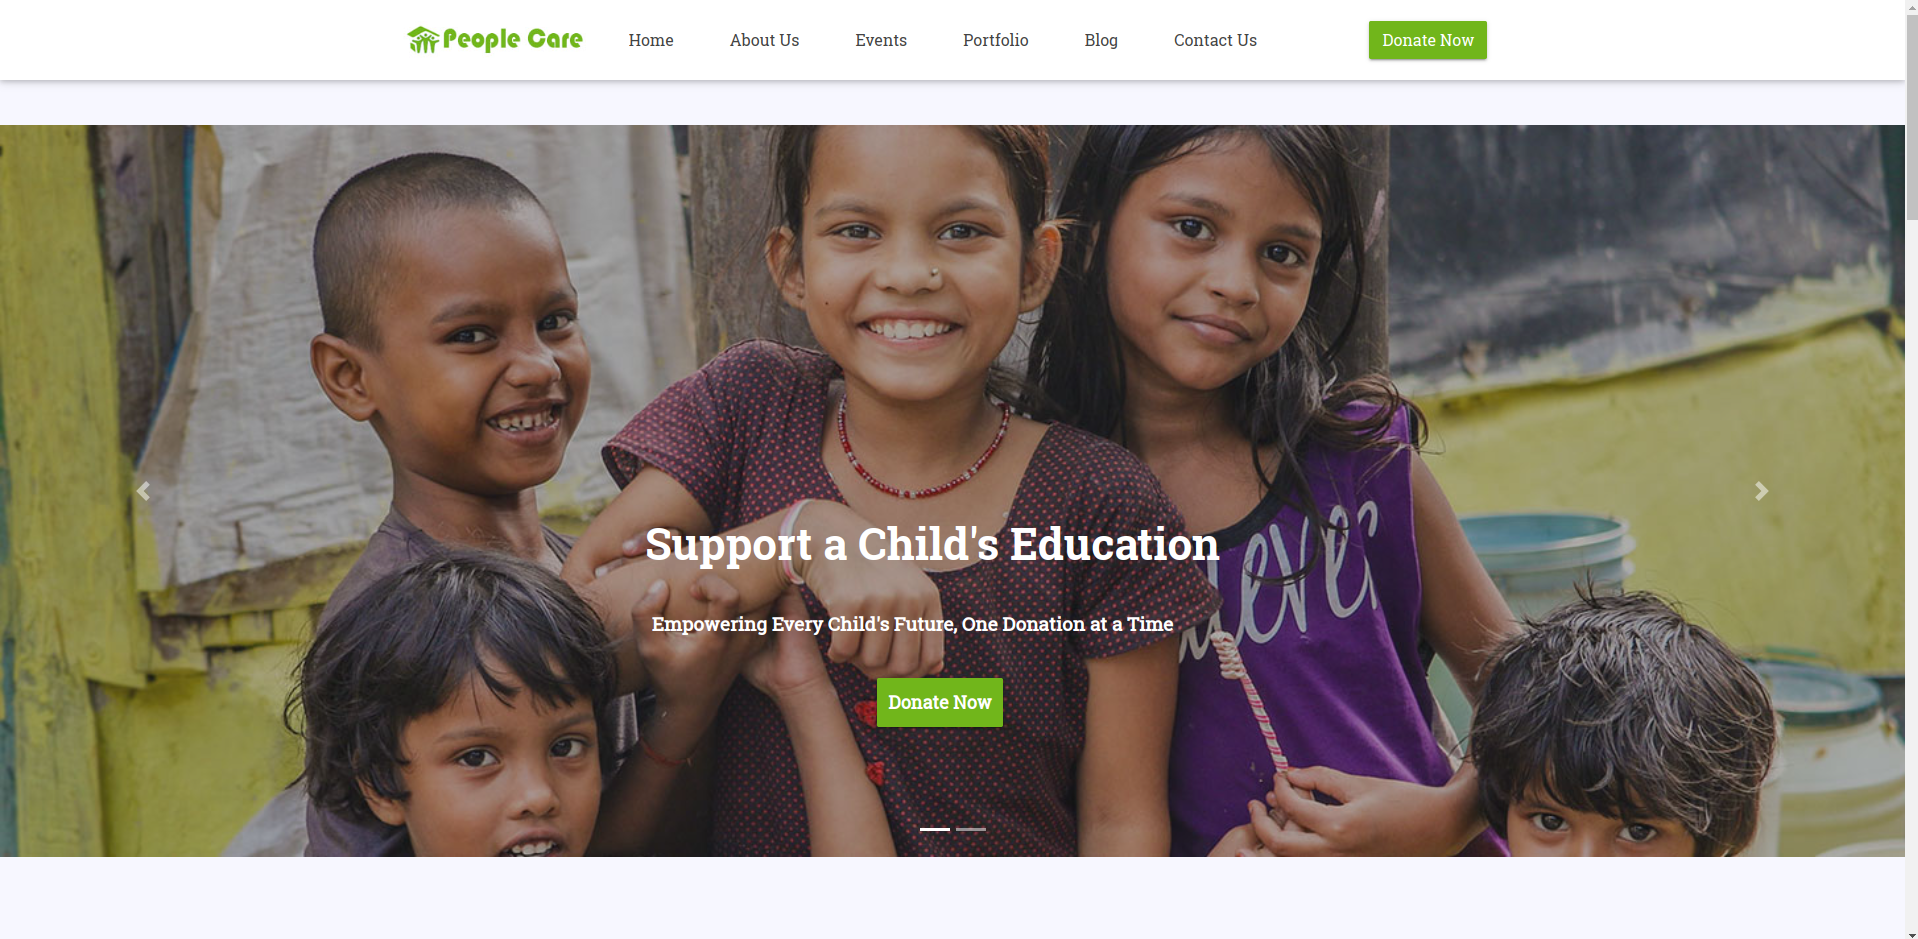 People Care
Home
About Us
Events
Portfolio
Blog
Contact Us
Donate Now
Support a Child's Education
Empowering Every Child's Future, One Donation at a Time
Donate Now